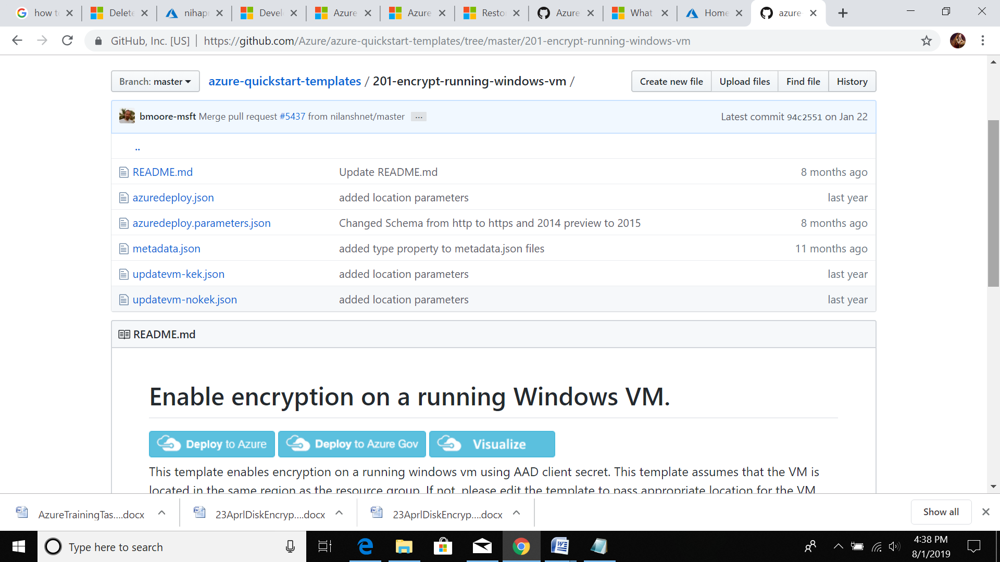 how t
Delete
nihap
Devel
Azure
Azure
Resto
Azure
What
Home
azure-
GitHub, Inc. [US] | https://github.com/Azure/azure-quickstart-templates/tree/master/201-encrypt-running-windows-vm
Branch: master
azure-quickstart-templates / 201-encrypt-running-windows-vm /
Create new file
Upload files
Find file
History
bmoore-msft Merge pull request #5437 from nilanshnet/master ...
Latest commit 94c2551 on Jan 22
..
README.md Update README.md 8 months ago
azuredeploy.json added location parameters last year
azuredeploy.parameters.json Changed Schema from http to https and 2014 preview to 2015 8 months ago
metadata.json added type property to metadata.json files 11 months ago
updatevm-kek.json added location parameters last year
updatevm-nokek.json added location parameters last year
README.md
Enable encryption on a running Windows VM.
Deploy to Azure
Deploy to Azure Gov
Visualize
This template enables encryption on a running windows vm using AAD client secret. This template assumes that the VM is
located in the same region as the resource group. If not, please edit the template to pass appropriate location for the VM
AzureTrainingTas....docx
23AprlDiskEncryp....docx
23AprlDiskEncryp....docx
Show all
Type here to search
4:38 PM
8/1/2019